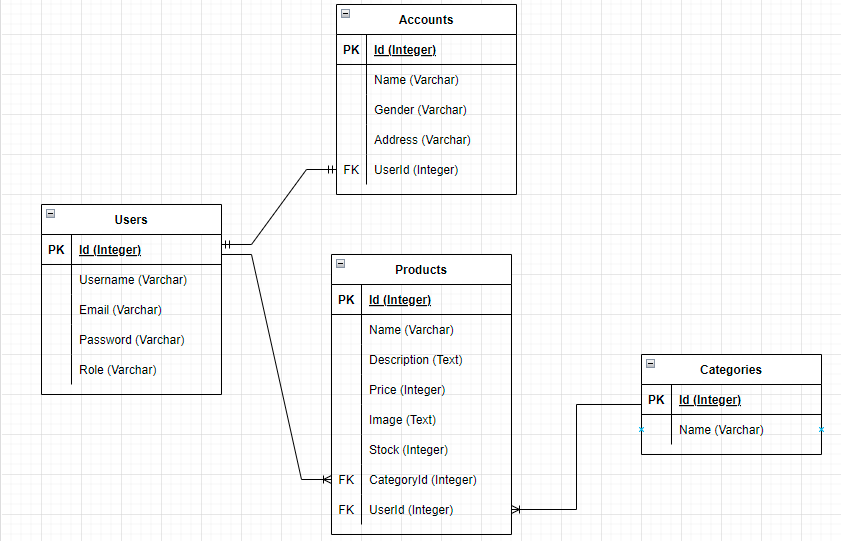 Accounts
PK Id (Integer)
Name (Varchar)
Gender (Varchar)
Address (Varchar)
FK UserId (Integer)
Users
PK Id (Integer)
Username (Varchar)
Email (Varchar)
Password (Varchar)
Role (Varchar)
Products
PK Id (Integer)
Name (Varchar)
Description (Text)
Price (Integer)
Image (Text)
Stock (Integer)
FK CategoryId (Integer)
FK UserId (Integer)
Categories
PK Id (Integer)
Name (Varchar)